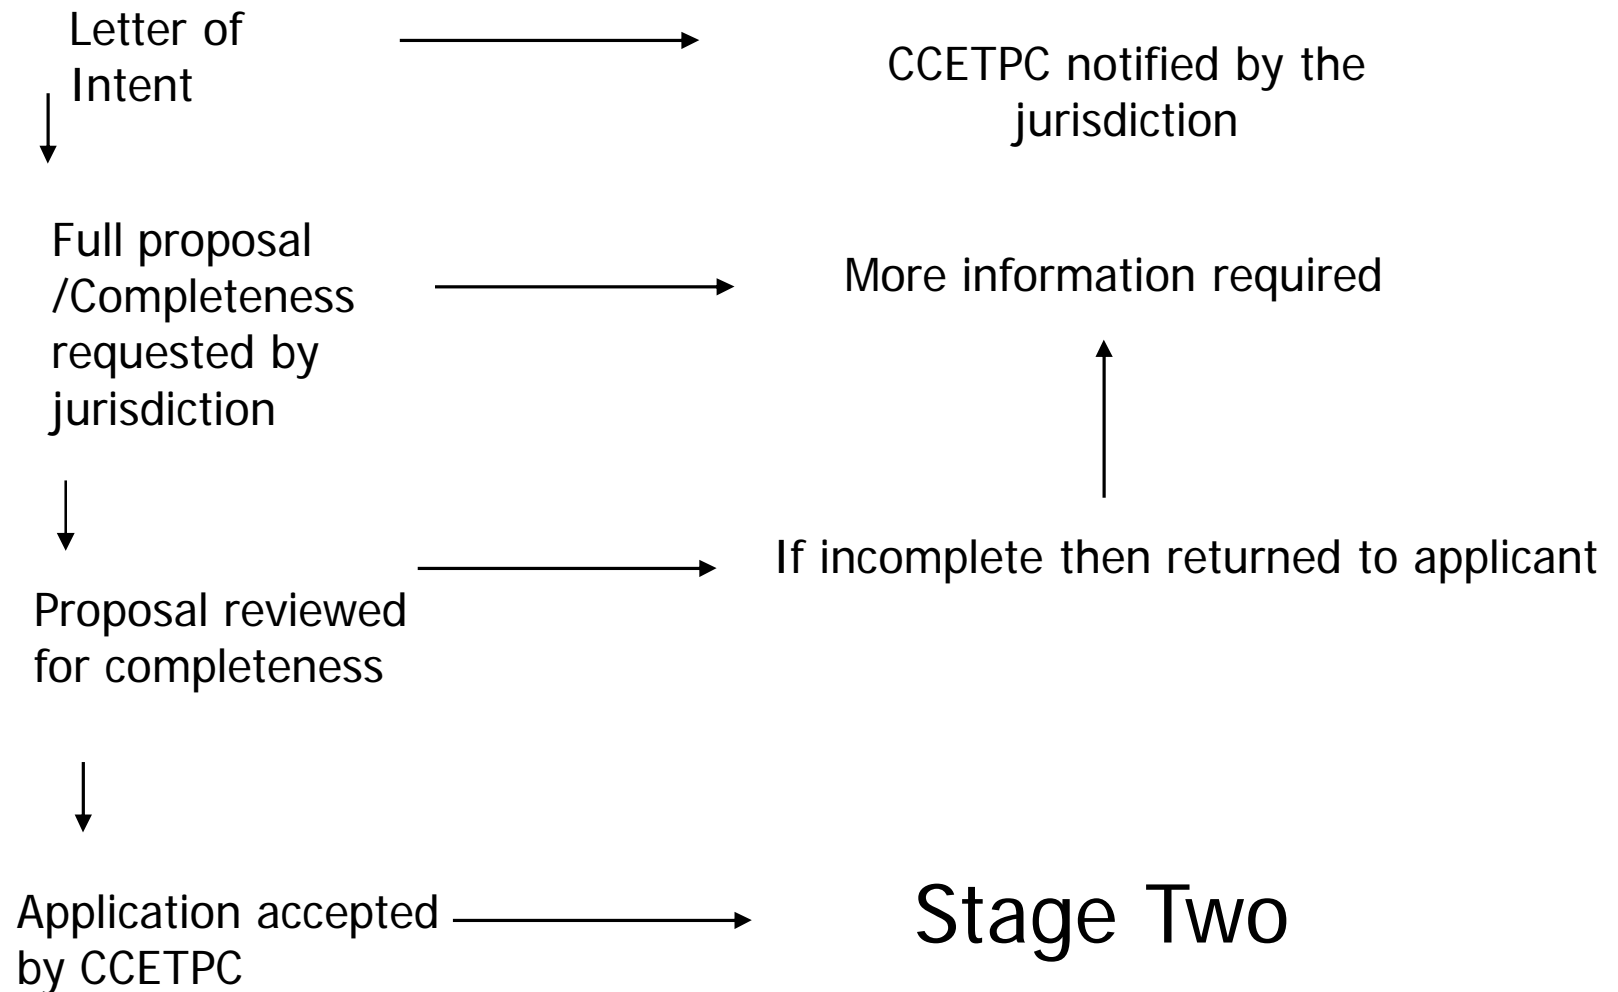 Letter of
Intent
CCETPC notified by the
jurisdiction
Full proposal
/Completeness
requested by
jurisdiction
More information required
If incomplete then returned to applicant
Proposal reviewed
for completeness
Application accepted
by CCETPC
Stage Two